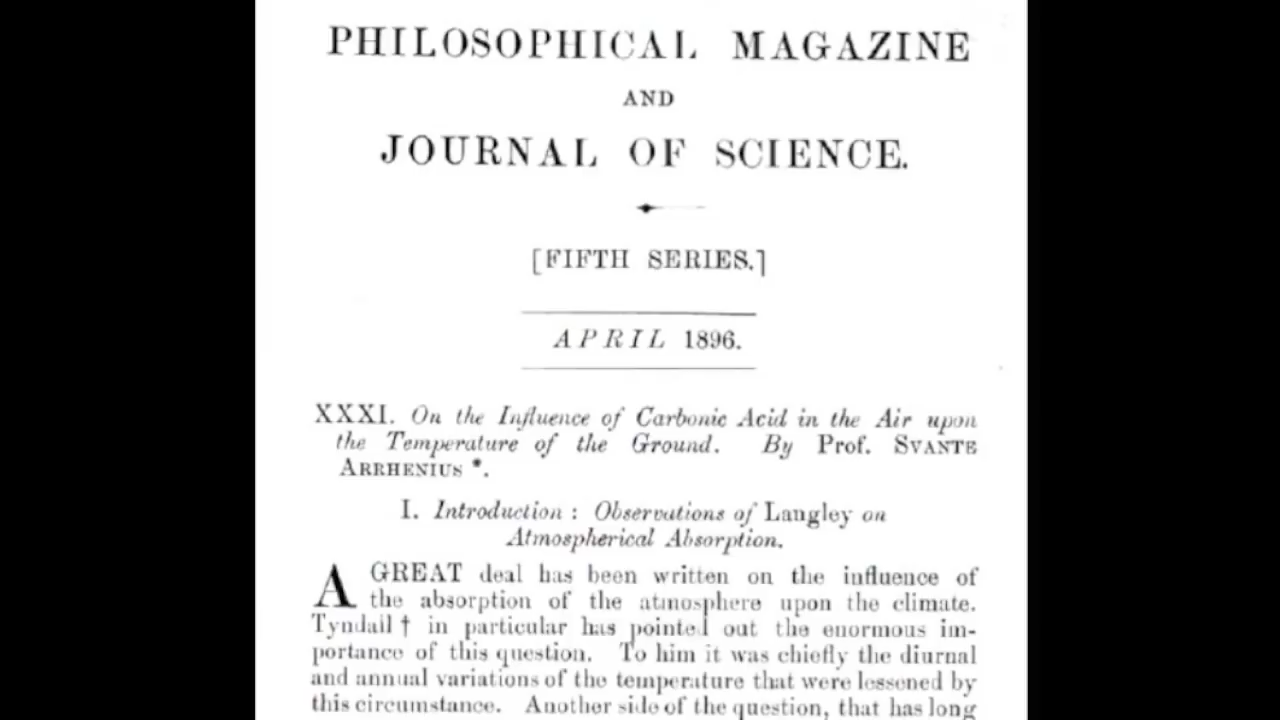 PHILOSOPHICAL MAGAZINE
AND
JOURNAL OF SCIENCE.
[FIFTH SERIES.]
APRIL 1896.
XXXI. On the Influence of Carbonic Acid in the Air upon
the Temperature of the Ground. By Prof. SVANTE
ARRHENIUS *.
I. Introduction : Observations of Langley on
Atmospherical Absorption.
A GREAT deal has been written on the influence of
the absorption of the atmosphere upon the climate.
Tyndall † in particular has pointed out the enormous im-
portance of this question. To him it was chiefly the diurnal
and annual variations of the temperature that were lessened by
this circumstance. Another side of the question, that has long